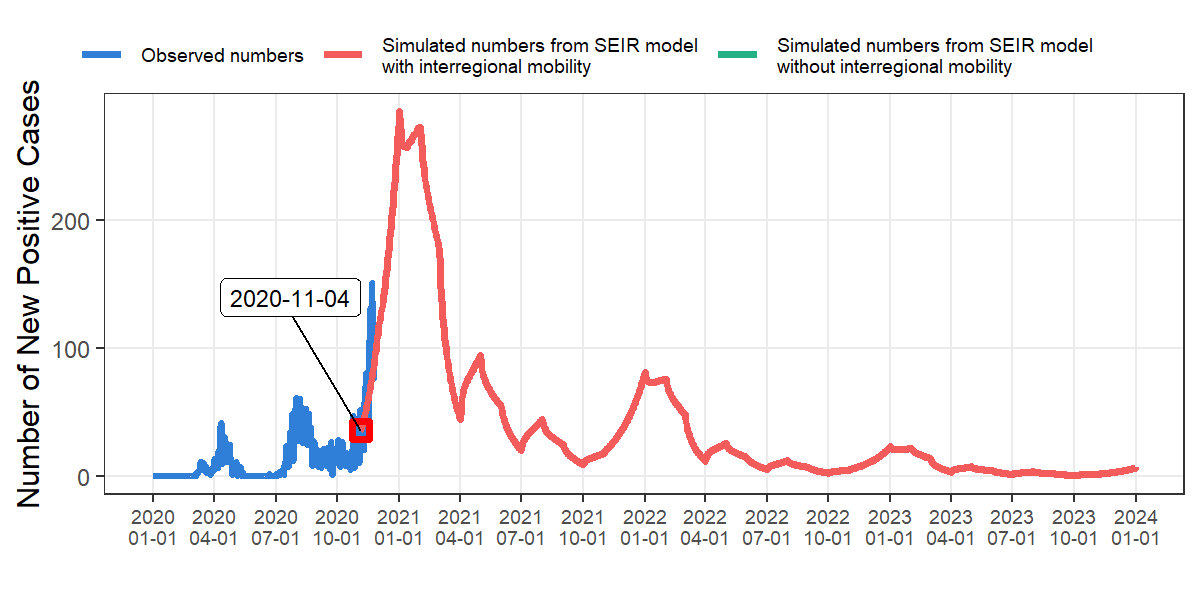 Observed numbers
Simulated numbers from SEIR model
with interregional mobility
Simulated numbers from SEIR model
without interregional mobility
Number of New Positive Cases
200
100
0
2020-11-04
2020 2020 2020 2020 2021 2021 2021 2021 2022 2022 2022 2022 2023 2023 2023 2023 2024
01-01 04-01 07-01 10-01 01-01 04-01 07-01 10-01 01-01 04-01 07-01 10-01 01-01 04-01 07-01 10-01 01-01